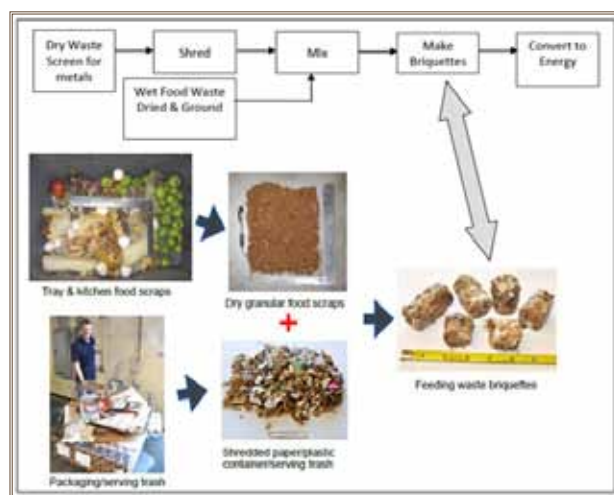 Dry Waste
Screen for
metals
Shred
Mix
Make
Briquettes
Convert to
Energy
Wet Food Waste
Dried & Ground
Tray & kitchen food scraps
Dry granular food scraps
+
Feeding waste briquettes
Shredded paper/plastic
container/serving trash
Packaging/serving trash